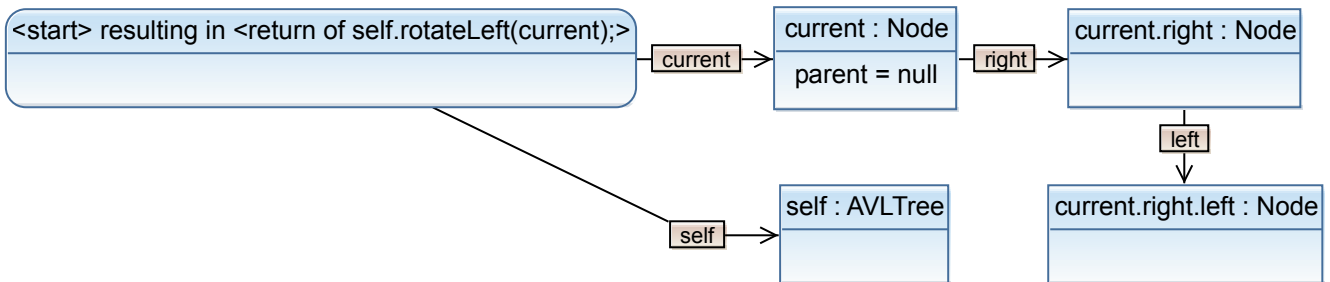 <start> resulting in <return of self.rotateLeft(current);>
current
current : Node
parent = null
right
current.right : Node
left
self
self : AVLTree
current.right.left : Node